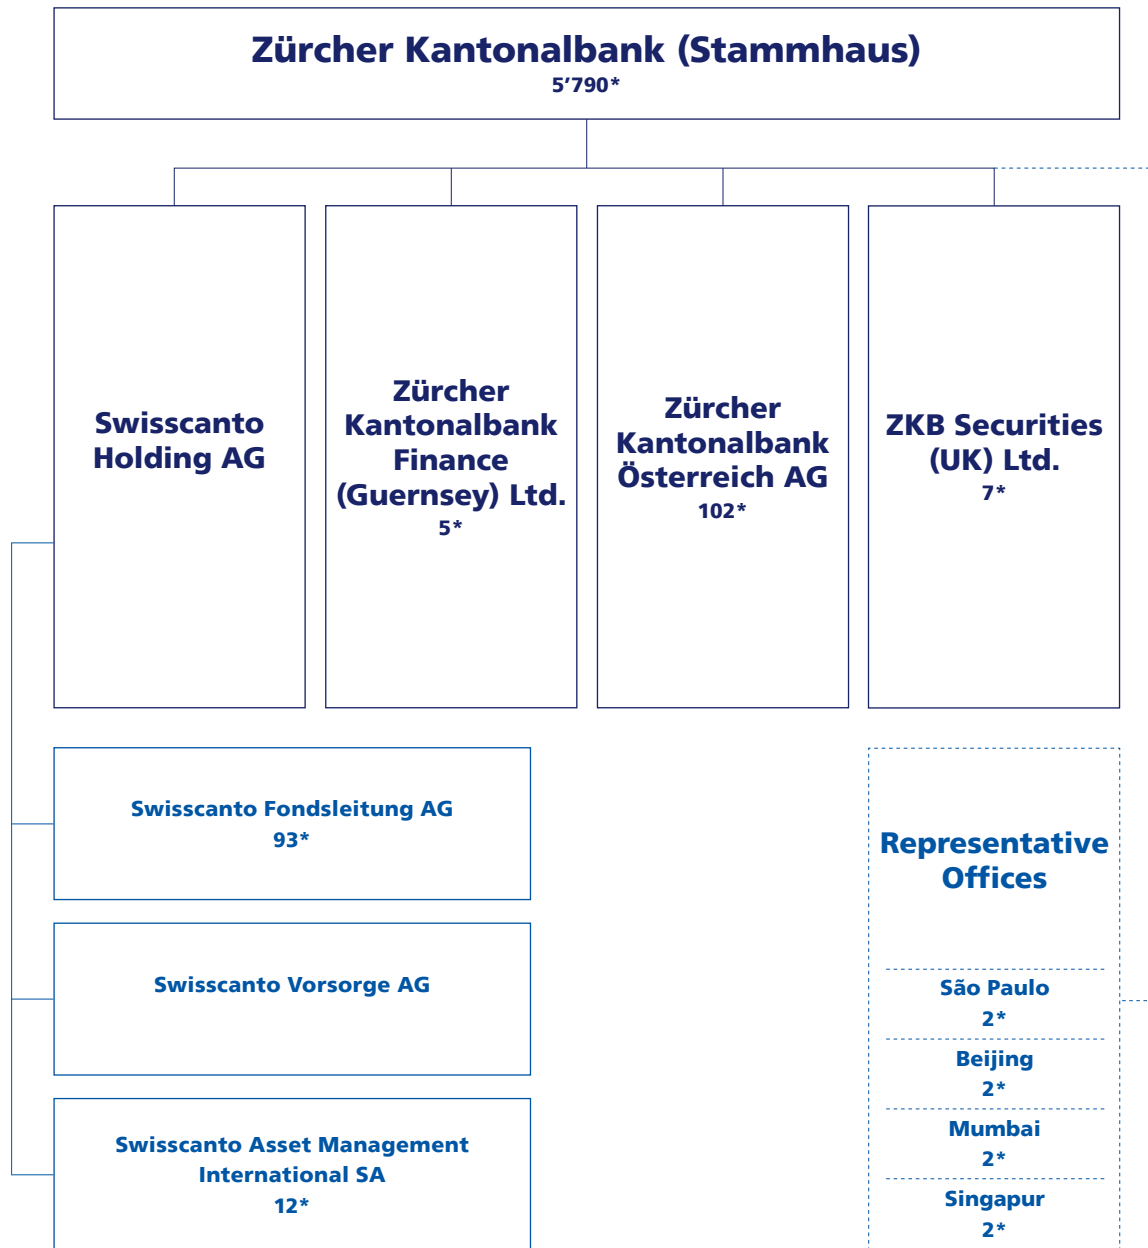 Zürcher Kantonalbank (Stammhaus)
5’790*
Swisscanto
Holding AG
Zürcher
Kantonalbank
Finance
(Guernsey) Ltd.
5*
Zürcher
Kantonalbank
Österreich AG
102*
ZKB Securities
(UK) Ltd.
7*
Swisscanto Fondsleitung AG
93*
Swisscanto Vorsorge AG
Swisscanto Asset Management
International SA
12*
Representative
Offices
São Paulo
2*
Beijing
2*
Mumbai
2*
Singapur
2*